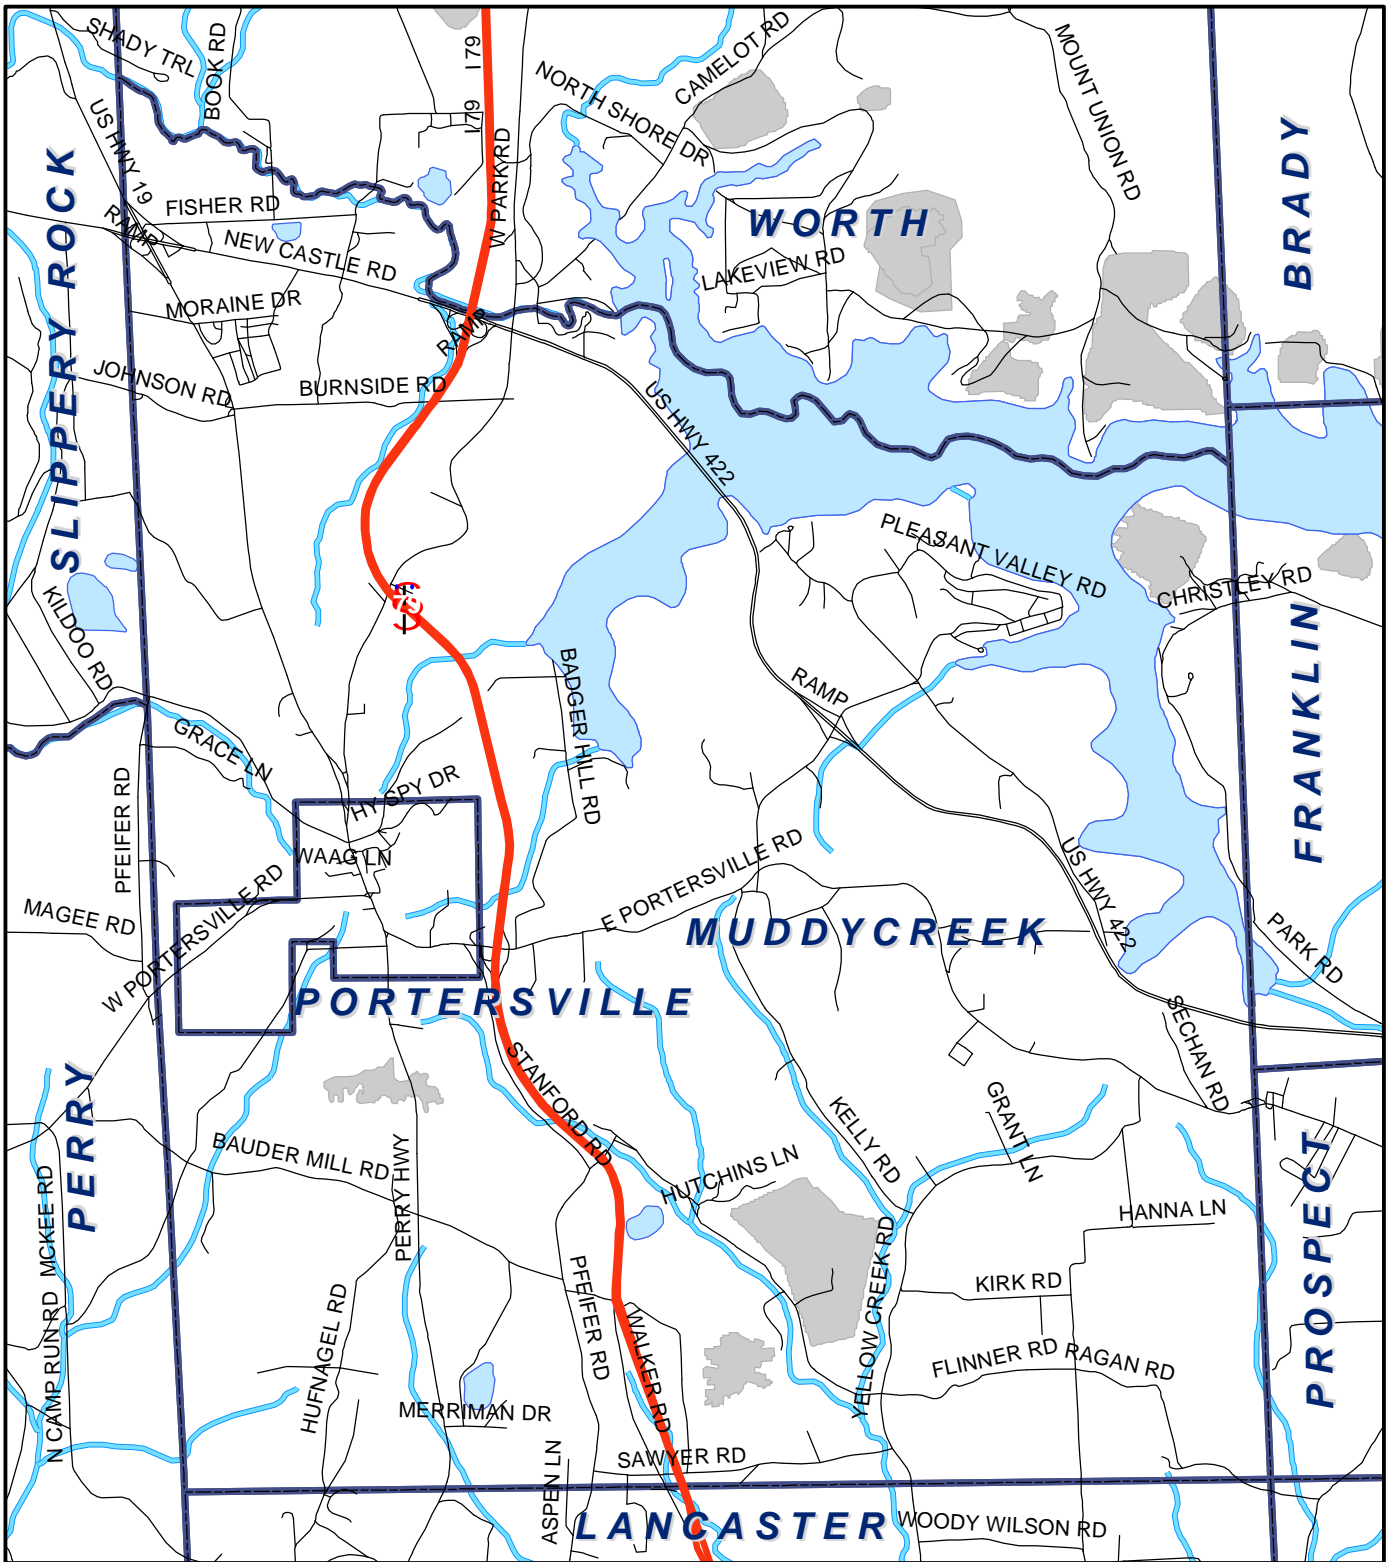 SHADY TRL
BOOK RD
I 79
I 79
CAMELOT RD
NORTH SHORE DR
MOUNT UNION RD
US HWY 19
W PARK RD
BRADY
SLIPPERY ROCK
FISHER RD
RAMP
NEW CASTLE RD
WORTH
LAKEVIEW RD
MORAINE DR
RAMP
JOHNSON RD
BURNSIDE RD
US HWY 422
PLEASANT VALLEY RD
CHRISTLEY RD
79
KILDOO RD
FRANKLIN
BADGER HILL RD
RAMP
GRACE LN
PFEIFER RD
HY SPY DR
WAAG LN
E PORTERSVILLE RD
US HWY 422
MAGEE RD
W PORTERSVILLE RD
MUDDYCREEK
PARK RD
PORTERSVILLE
SECHAN RD
STANFORD RD
PERRY
GRANT LN
KELLY RD
BAUDER MILL RD
PERRY HWY
HUTCHINS LN
PROSPECT
MCKEE RD
HANNA LN
N CAMP RUN RD
HUFNAGEL RD
PFEIFER RD
WALKER RD
YELLOW CREEK RD
KIRK RD
FLINNER RD
RAGAN RD
MERRIMAN DR
SAWYER RD
ASPEN LN
LANCASTER
WOODY WILSON RD